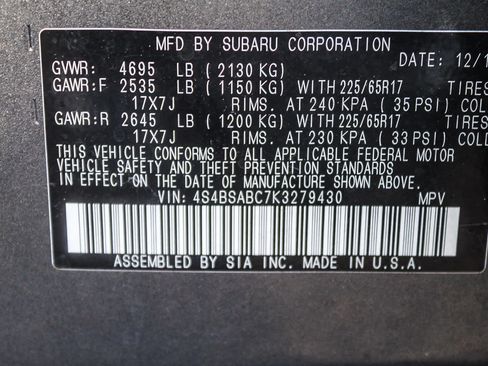 MFD BY SUBARU CORPORATION
DATE: 12/1
GVWR: 4695 LB ( 2130 KG)
GAWR:F 2535 LB ( 1150 KG) WITH 225/65R17 TIRES
17X7J RIMS. AT 240 KPA ( 35 PSI) COL
GAWR:R 2645 LB ( 1200 KG) WITH 225/65R17 TIRES
17X7J RIMS. AT 230 KPA ( 33 PSI) COL
THIS VEHICLE CONFORMS TO ALL APPLICABLE FEDERAL MOTOR
VEHICLE SAFETY BUMPER AND THEFT PREVENTION STANDARDS
IN EFFECT ON THE DATE OF MANUFACTURE SHOWN ABOVE.
VIN: 4S4BSABC7K3279430 MPV
ASSEMBLED BY SIA INC. MADE IN U.S.A.